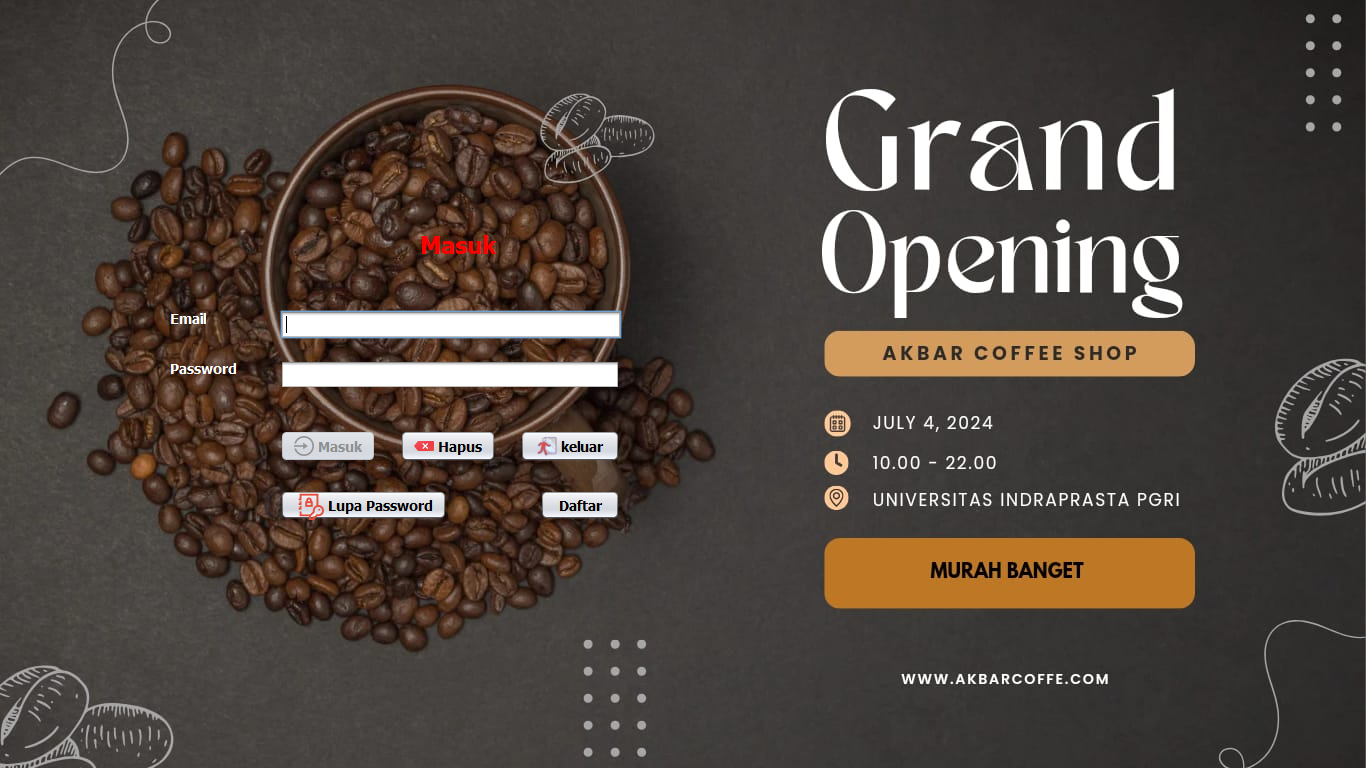 Masuk
Email
Password
Masuk
Hapus
keluar
Lupa Password
Daftar
Grand
Opening
AKBAR COFFEE SHOP
JULY 4, 2024
10.00 - 22.00
UNIVERSITAS INDRAPRASTA PGRI
MURAH BANGET
WWW.AKBARCOFFE.COM